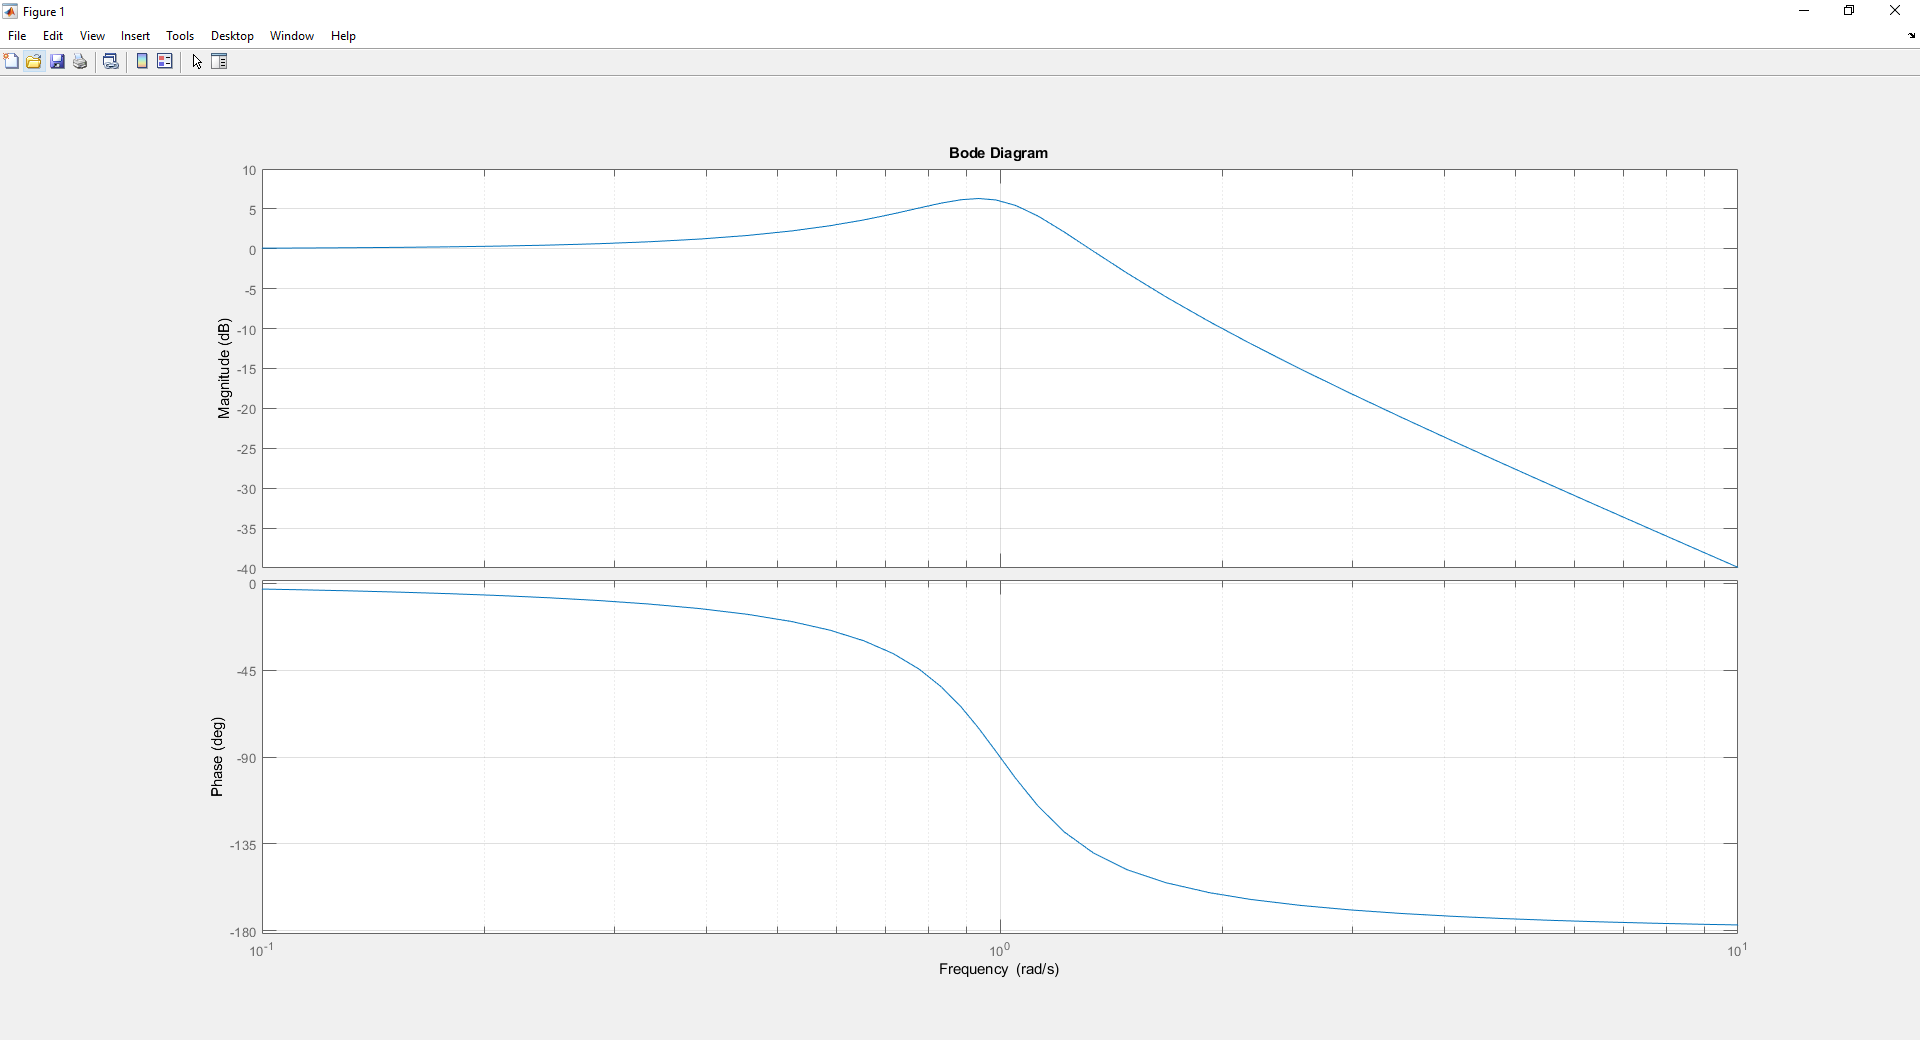 Figure 1
File Edit View Insert Tools Desktop Window Help
Bode Diagram
10
5
0
-5
-10
-15
-20
-25
-30
-35
-40
Magnitude (dB)
0
-45
-90
-135
-180
Phase (deg)
10^-1 10^0 10^1
Frequency (rad/s)